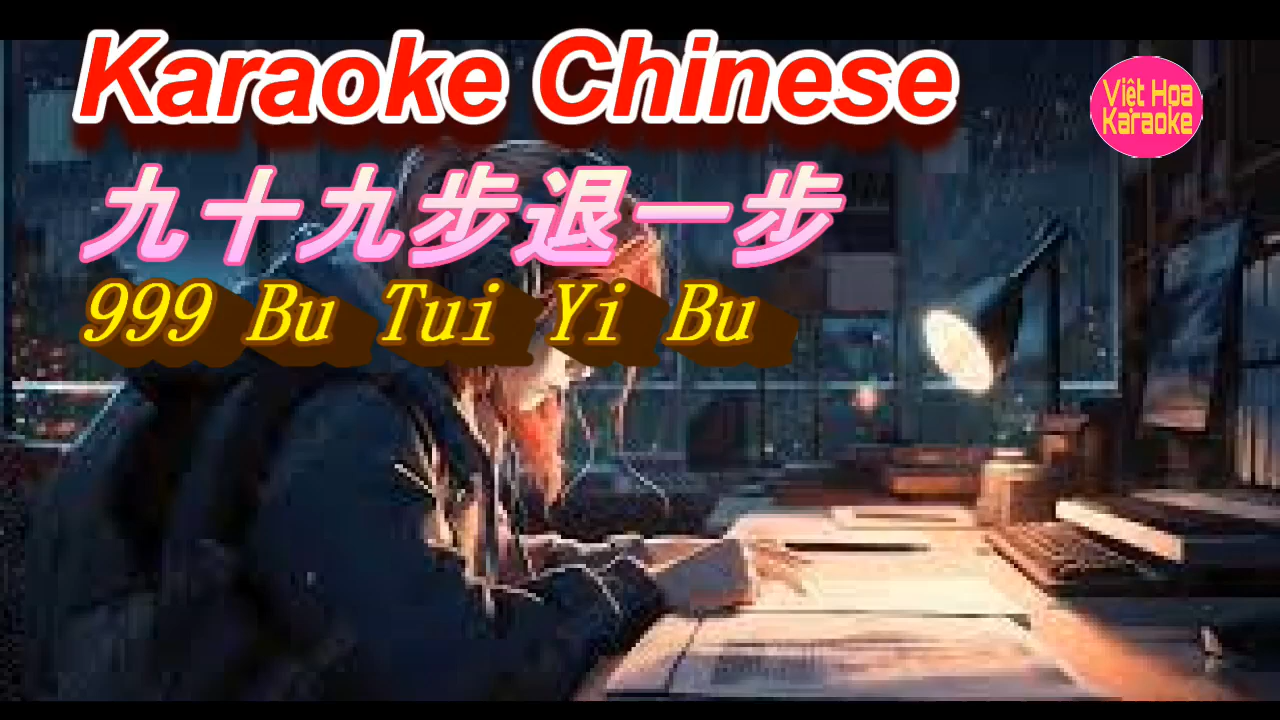 Karaoke Chinese
Việt Hoa
Karaoke
九十九步退一步
999 Bu Tui Yi Bu